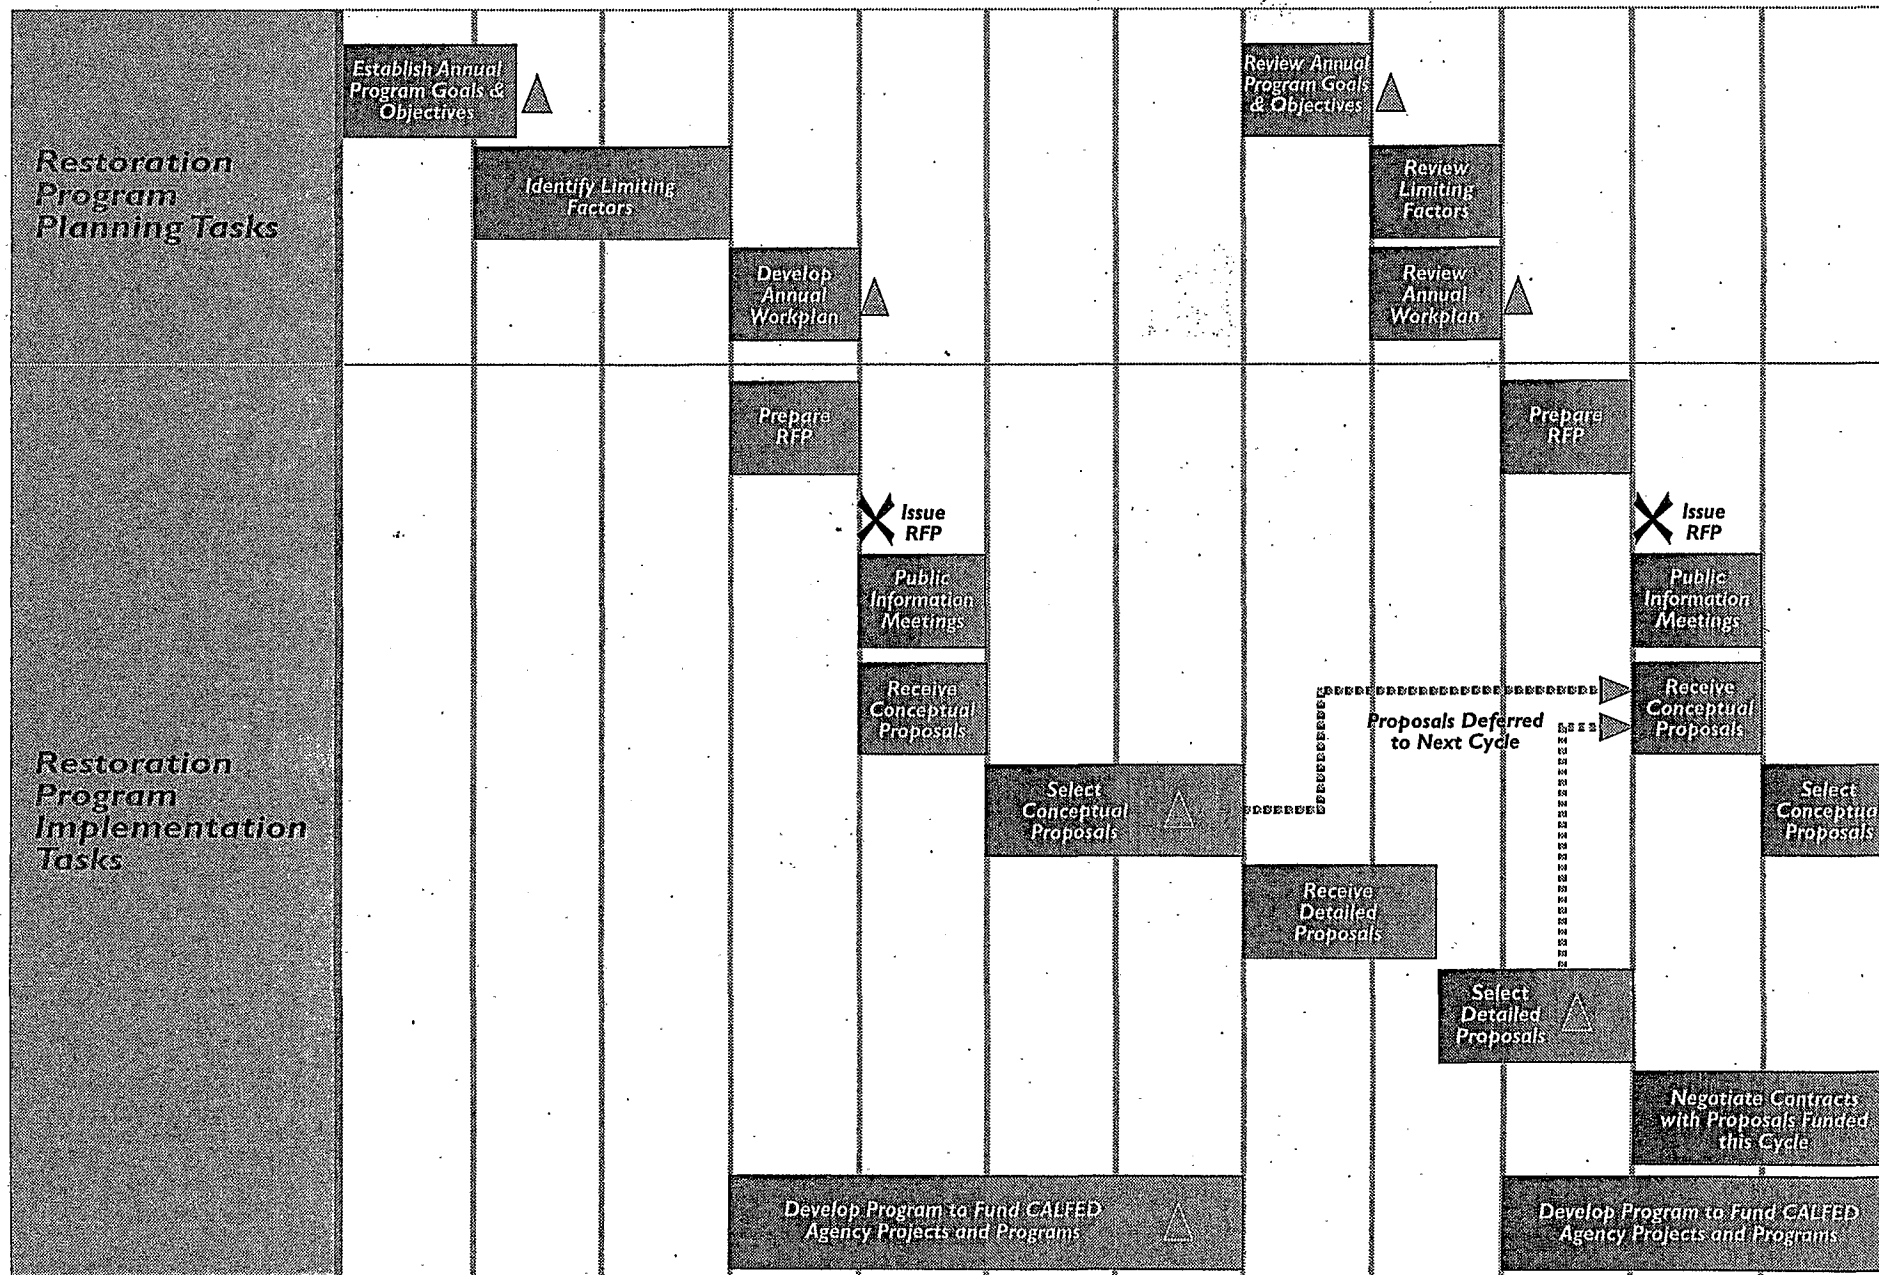 Restoration
Program
Planning Tasks
Establish Annual
Program Goals &
Objectives
Identify Limiting
Factors
Develop
Annual
Workplan
Review Annual
Program Goals
& Objectives
Review
Limiting
Factors
Review
Annual
Workplan
Restoration
Program
Implementation
Tasks
Prepare
RFP
Issue
RFP
Public
Information
Meetings
Receive
Conceptual
Proposals
Select
Conceptual
Proposals
Receive
Detailed
Proposals
Select
Detailed
Proposals
Proposals Deferred
to Next Cycle
Prepare
RFP
Issue
RFP
Public
Information
Meetings
Receive
Conceptual
Proposals
Select
Conceptual
Proposals
Negotiate Contracts
with Proposals Funded
this Cycle
Develop Program to Fund CALFED
Agency Projects and Programs
Develop Program to Fund CALFED
Agency Projects and Programs